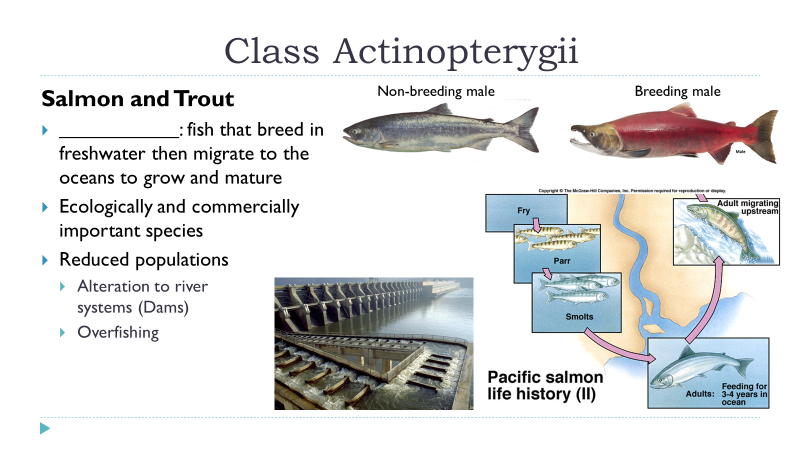 Class Actinopterygii
Salmon and Trout
____________: fish that breed in
freshwater then migrate to the
oceans to grow and mature
Ecologically and commercially
important species
Reduced populations
Alteration to river
systems (Dams)
Overfishing
Non-breeding male
Breeding male
Male
Copyright © The McGraw-Hill Companies, Inc. Permission required for reproduction or display.
Fry
Parr
Smolts
Adult migrating
upstream
Pacific salmon
life history (II)
Adults:
Feeding for
3-4 years in
ocean